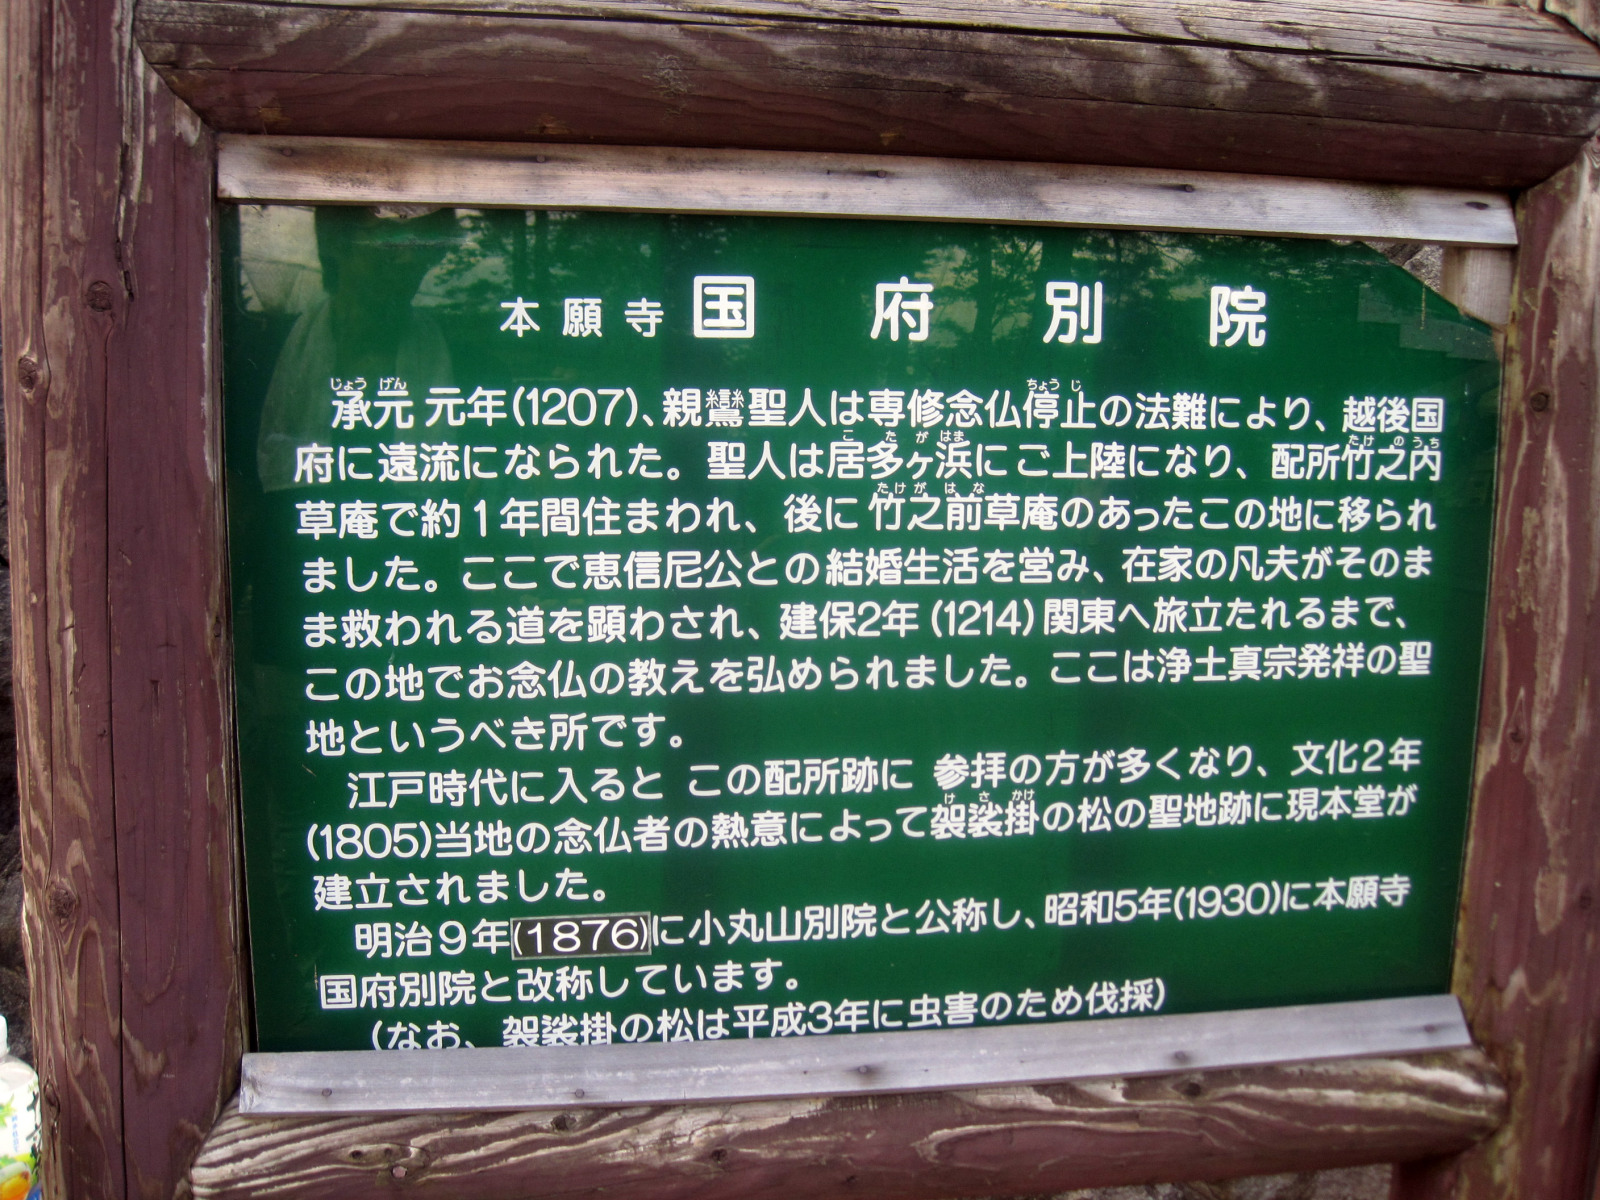 本願寺 国府別院
じょう げん ちょう じ
承元元年(1207)、親鸞聖人は専修念仏停止の法難により、越後国
こ た が はま たけ のうち
府に遠流になられた。聖人は居多ヶ浜にご上陸になり、配所竹之内
たけが はな
草庵で約1年間住まわれ、後に竹之前草庵のあったこの地に移られ
ました。ここで恵信尼公との結婚生活を営み、在家の凡夫がそのま
ま救われる道を顕わされ、建保2年(1214)関東へ旅立たれるまで、
この地でお念仏の教えを弘められました。ここは浄土真宗発祥の聖
地というべき所です。
江戸時代に入ると この配所跡に 参拝の方が多くなり、文化2年
け さ かけ
(1805)当地の念仏者の熱意によって袈裟掛の松の聖地跡に現本堂が
建立されました。
明治9年(1876)に小丸山別院と公称し、昭和5年(1930)に本願寺
国府別院と改称しています。
(なお、袈裟掛の松は平成3年に虫害のため伐採)